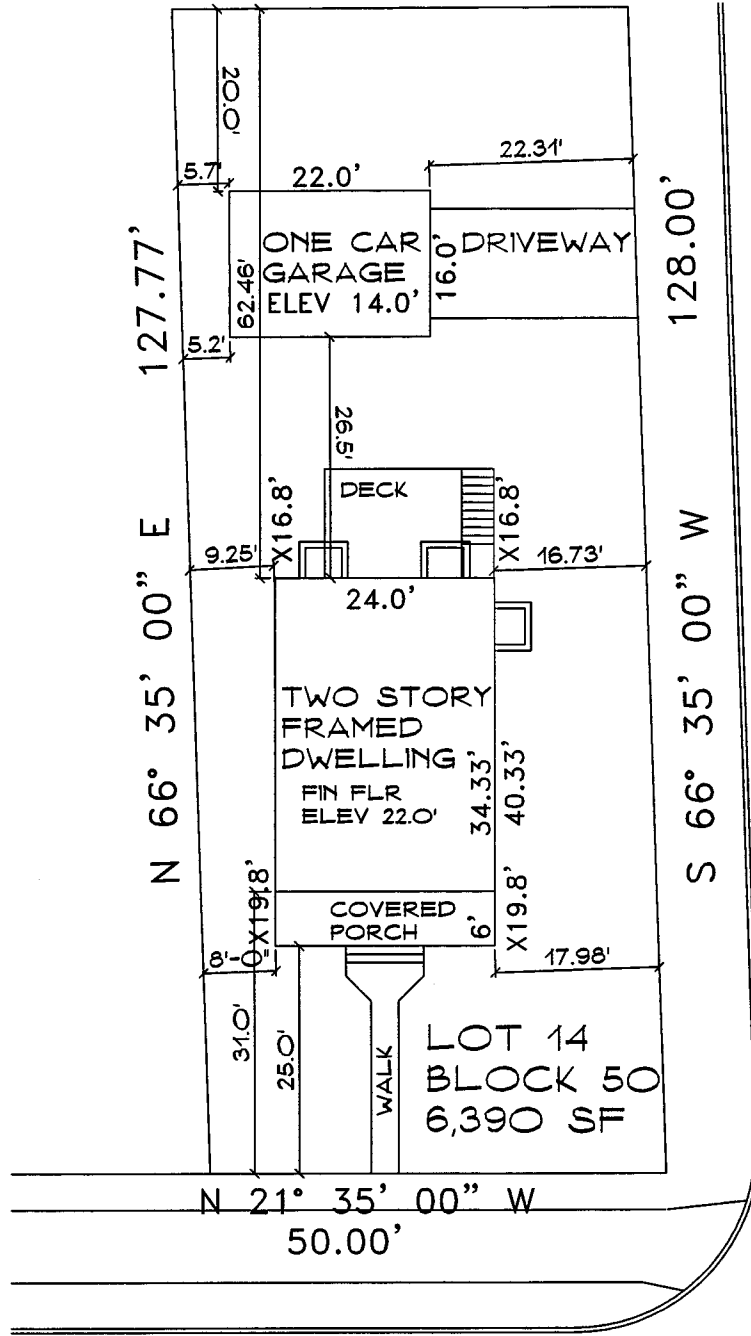 20.0'
22.31'
5.7'
22.0'
ONE CAR
GARAGE
ELEV 14.0'
16.0'
DRIVEWAY
62.46'
127.77'
128.00'
5.2'
26.5'
DECK
X16.8'
X16.8'
9.25'
16.73'
24.0'
N 66° 35' 00" E
S 66° 35' 00" W
TWO STORY
FRAMED
DWELLING
FIN FLR
ELEV 22.0'
34.33'
40.33'
X19.8'
COVERED
PORCH
6'
X19.8'
8'-0"
17.98'
31.0'
25.0'
WALK
LOT 14
BLOCK 50
6,390 SF
N 21° 35' 00" W
50.00'